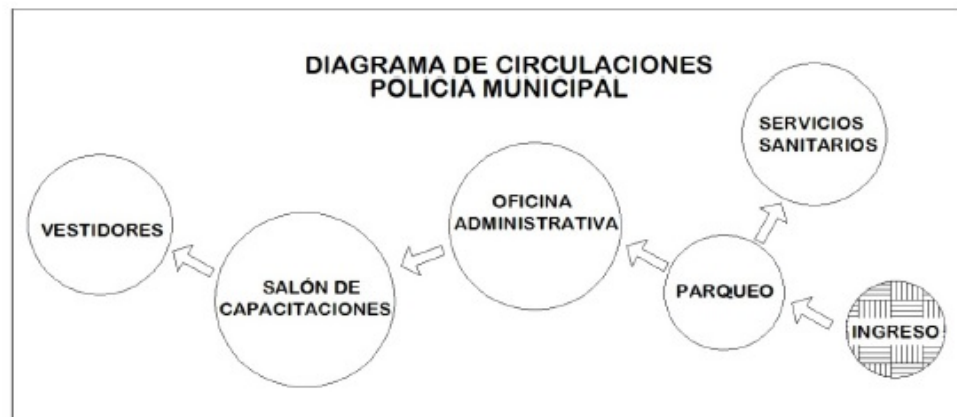 DIAGRAMA DE CIRCULACIONES
POLICIA MUNICIPAL
SERVICIOS
SANITARIOS
OFICINA
ADMINISTRATIVA
VESTIDORES
SALÓN DE
CAPACITACIONES
PARQUEO
INGRESO